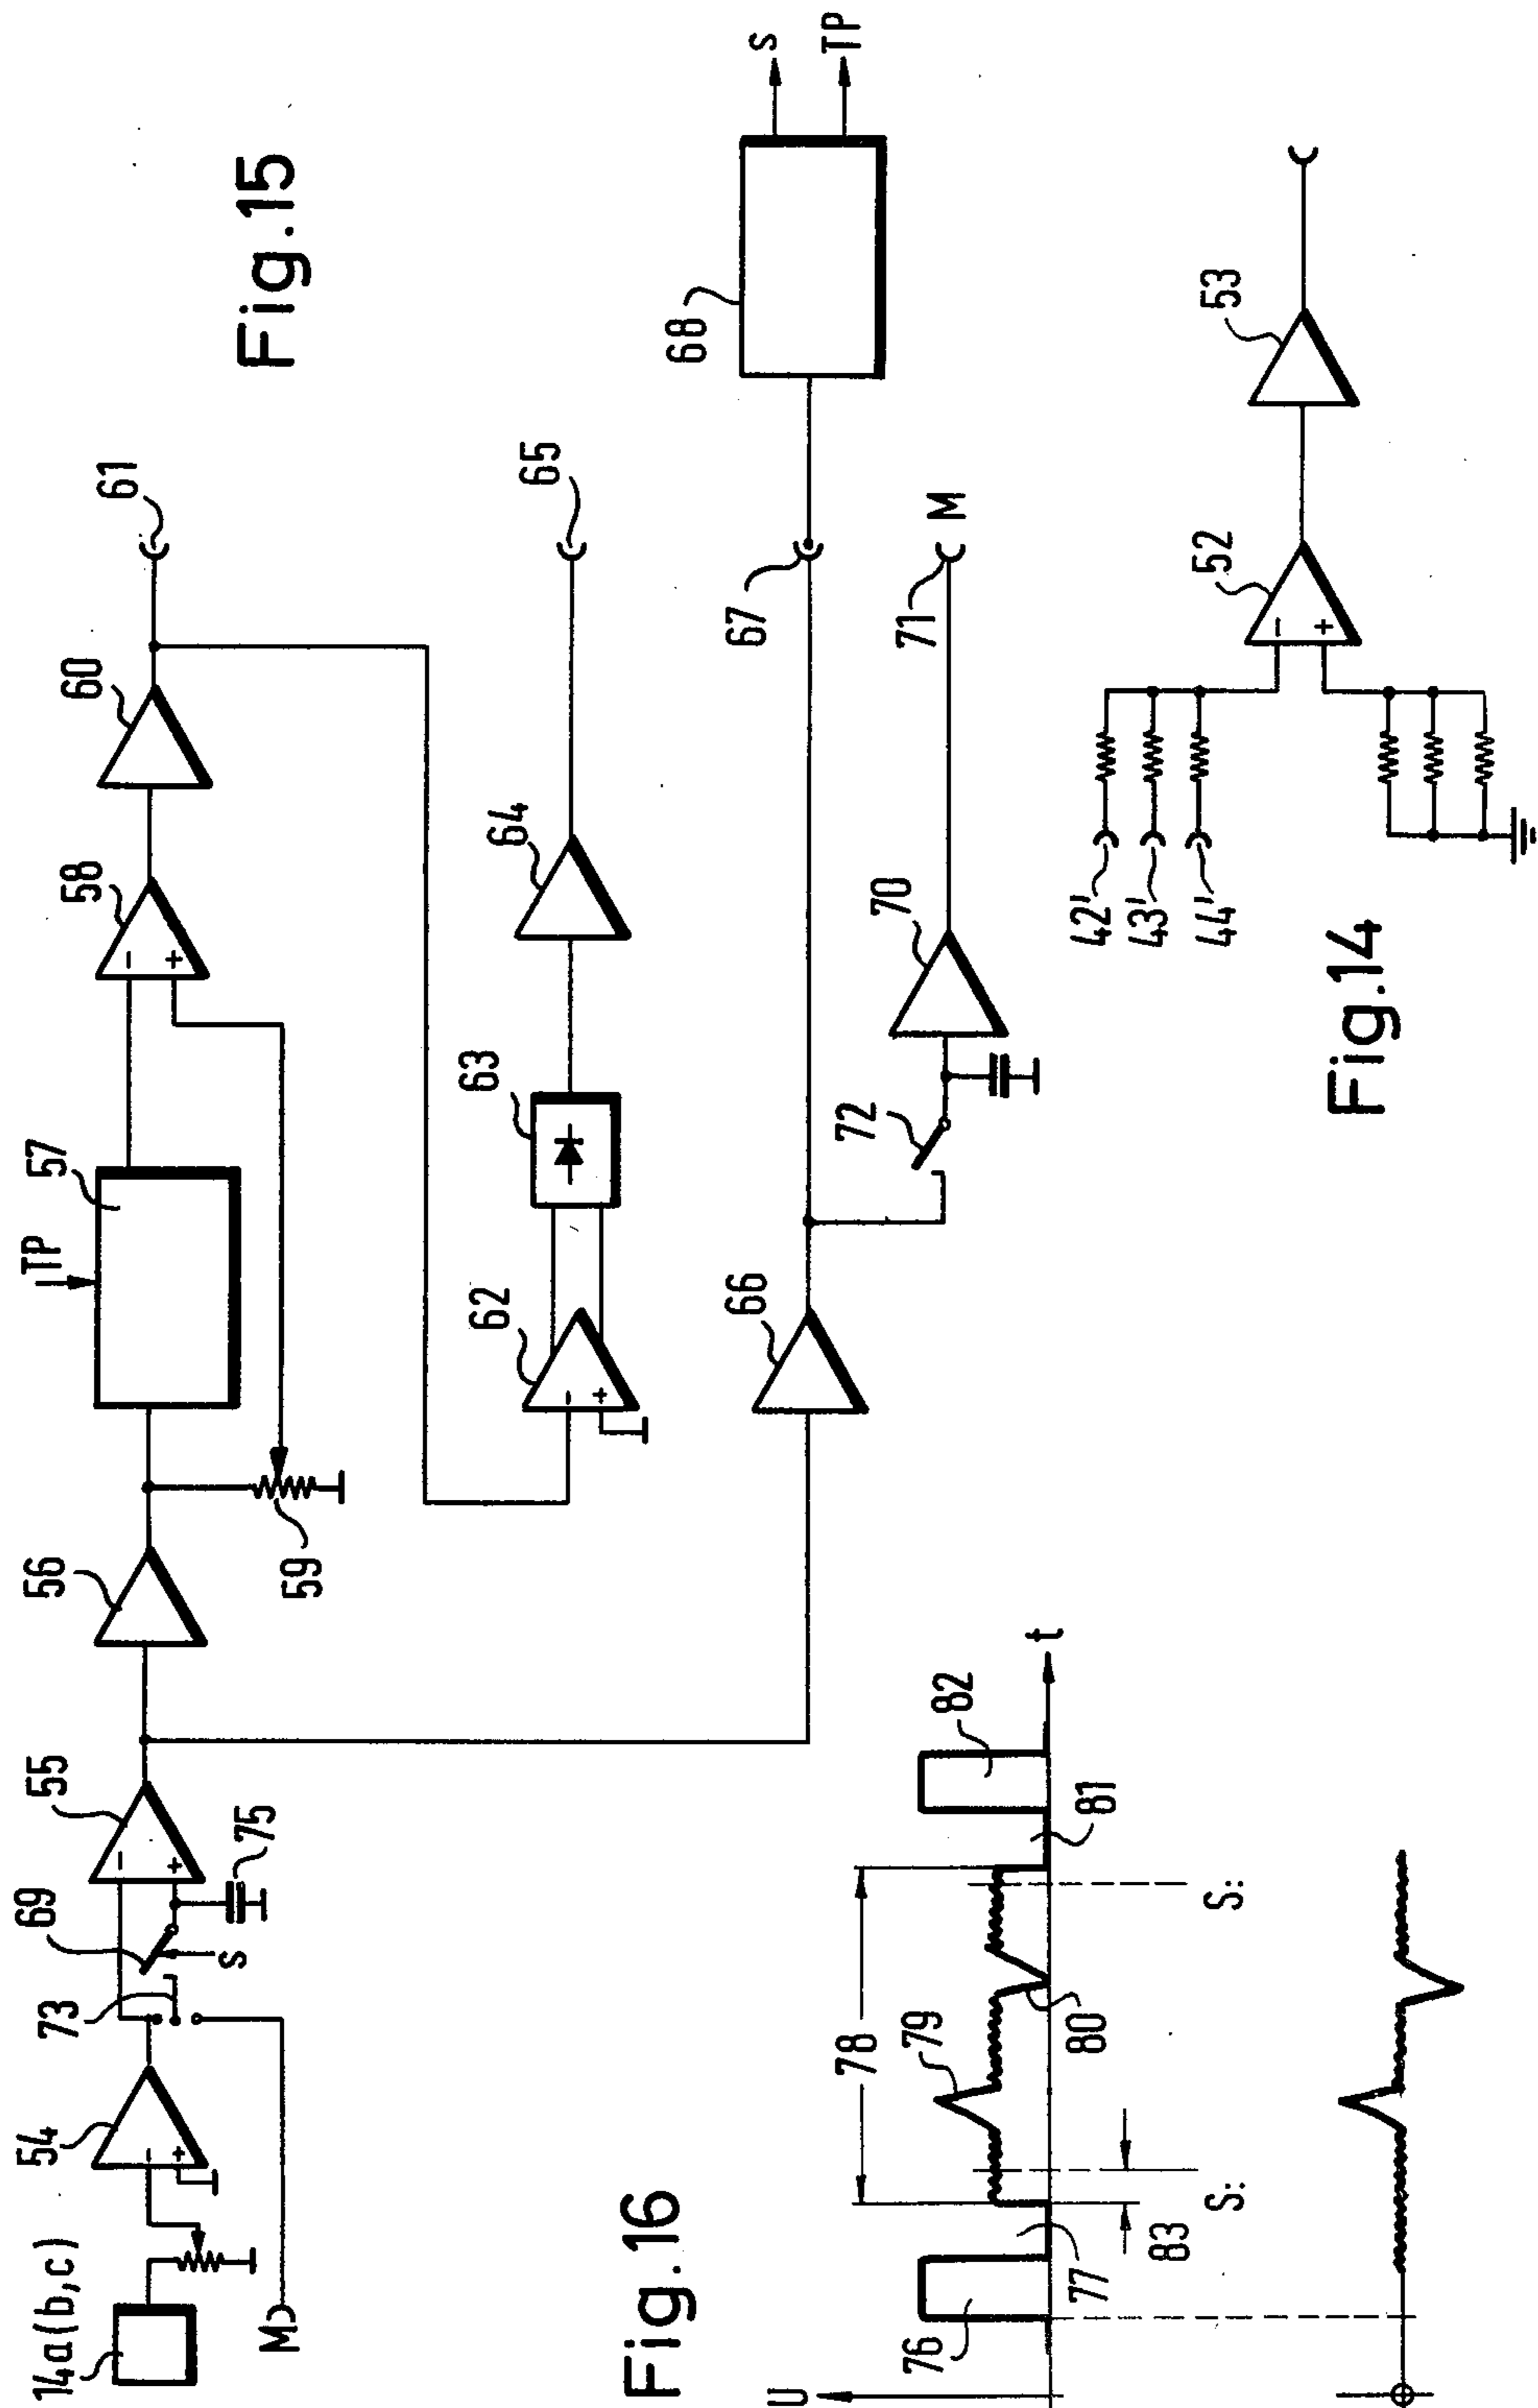 Fig.15
14a(b,c)
54
73
69
s
75
55
56
59
TP
57
58
60
61
M
62
63
64
65
66
67
68
s
TP
72
70
71
M
- +
- +
- +
- +
Fig.14
42'
43'
44'
- +
52
53
Fig.16
U
76
77
78
79
80
81
82
83
S:
S:
t